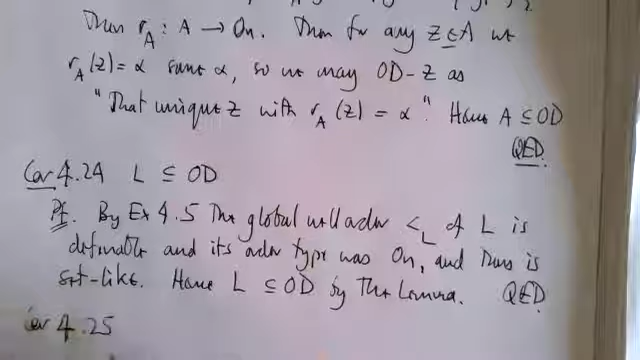 Then r_A : A → On. Then for any z ∈ A we
r_A(z) = α some α, so we may OD-z as
"That unique z with r_A(z) = α". Hence A ⊆ OD
QED.
Cor 4.24 L ⊆ OD
Pf. By Ex 4.5 The global wellorder <_L of L is
definable and its order type was On, and thus is
set-like. Hence L ⊆ OD by The Lemma. QED
Cor 4.25